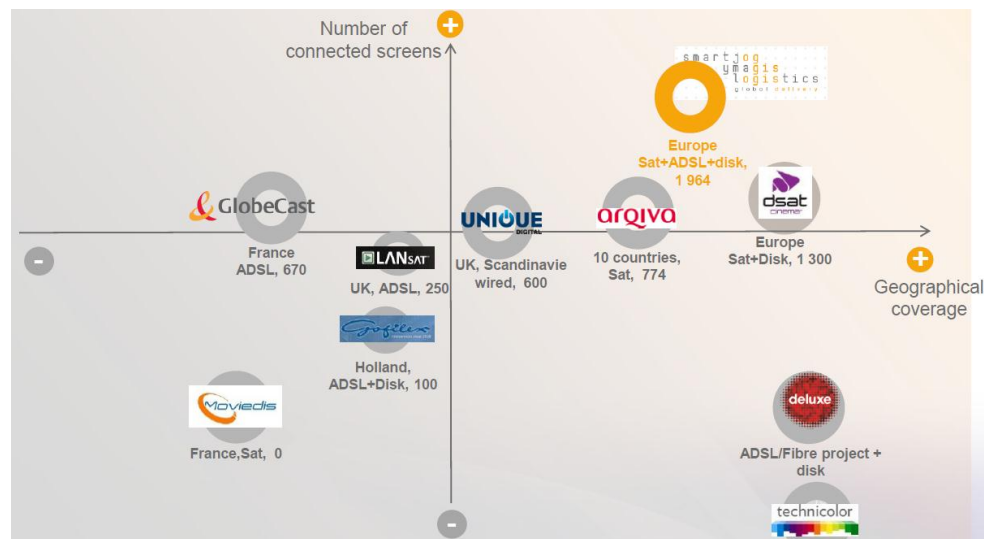 Number of
connected screens
+
smartjog
ymagis
logistics
global delivery
Europe
Sat+ADSL+disk,
1 964
GlobeCast
France
ADSL, 670
LANSAT
UK, ADSL, 250
UNIQUE
DIGITAL
UK, Scandinavie
wired, 600
arqiva
10 countries,
Sat, 774
dsat
cinema
Europe
Sat+Disk, 1 300
-
+
Geographical
coverage
Gofilex
Holland,
ADSL+Disk, 100
Moviedis
France,Sat, 0
deluxe
ADSL/Fibre project +
disk
technicolor
-